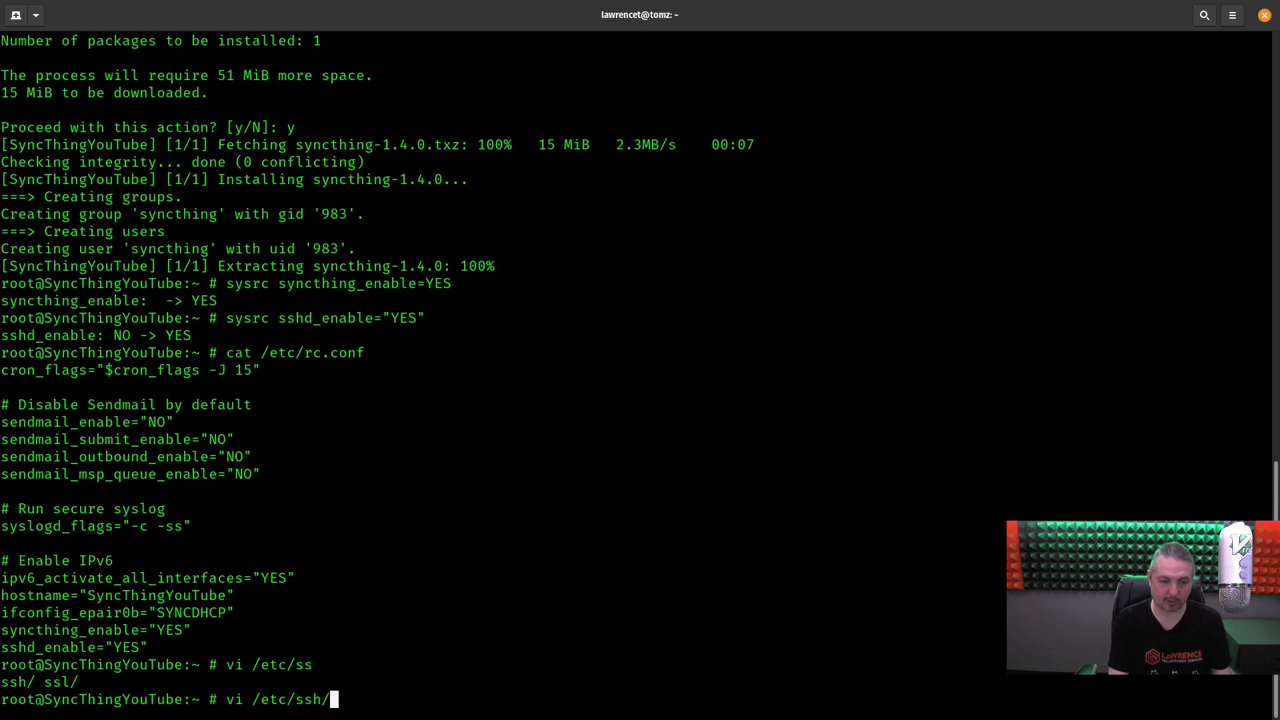 lawrencet@tomz: ~
Number of packages to be installed: 1
The process will require 51 MiB more space.
15 MiB to be downloaded.
Proceed with this action? [y/N]: y
[SyncThingYouTube] [1/1] Fetching syncthing-1.4.0.txz: 100%   15 MiB   2.3MB/s    00:07
Checking integrity... done (0 conflicting)
[SyncThingYouTube] [1/1] Installing syncthing-1.4.0...
===> Creating groups.
Creating group 'syncthing' with gid '983'.
===> Creating users
Creating user 'syncthing' with uid '983'.
[SyncThingYouTube] [1/1] Extracting syncthing-1.4.0: 100%
root@SyncThingYouTube:~ # sysrc syncthing_enable=YES
syncthing_enable:  -> YES
root@SyncThingYouTube:~ # sysrc sshd_enable="YES"
sshd_enable: NO -> YES
root@SyncThingYouTube:~ # cat /etc/rc.conf
cron_flags="$cron_flags -J 15"
# Disable Sendmail by default
sendmail_enable="NO"
sendmail_submit_enable="NO"
sendmail_outbound_enable="NO"
sendmail_msp_queue_enable="NO"
# Run secure syslog
syslogd_flags="-c -ss"
# Enable IPv6
ipv6_activate_all_interfaces="YES"
hostname="SyncThingYouTube"
ifconfig_epair0b="SYNCDHCP"
syncthing_enable="YES"
sshd_enable="YES"
root@SyncThingYouTube:~ # vi /etc/ss
ssh/ ssl/
root@SyncThingYouTube:~ # vi /etc/ssh/
LAWRENCE